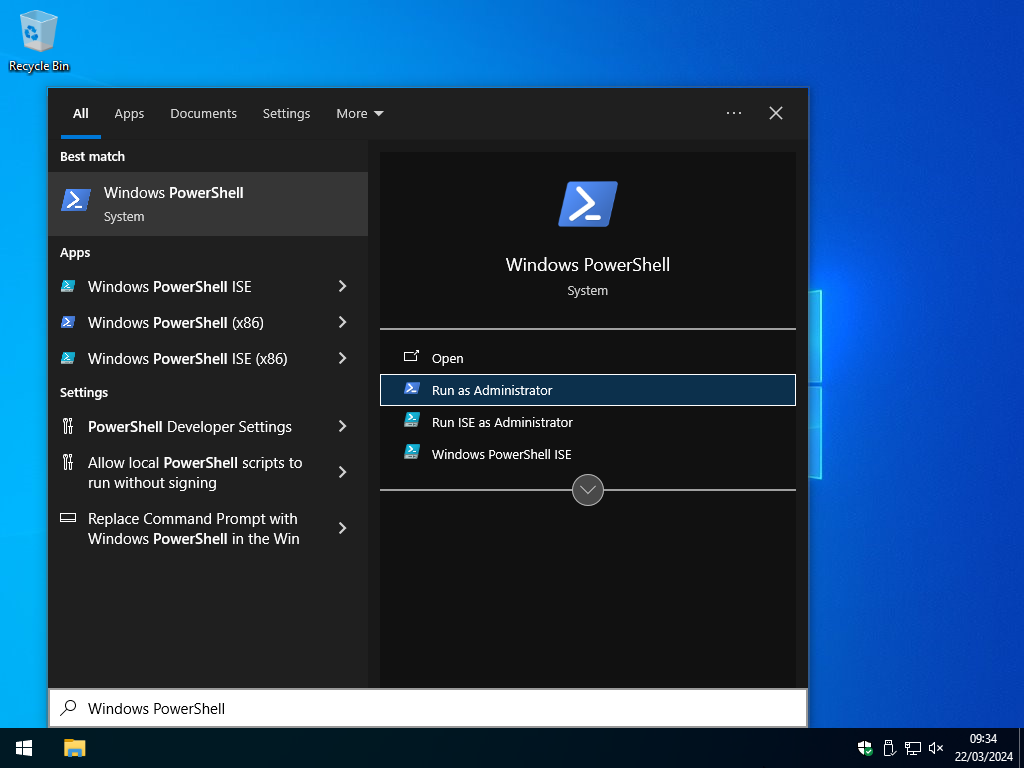 Recycle Bin
All Apps Documents Settings More
Best match
Windows PowerShell
System
Apps
Windows PowerShell ISE
Windows PowerShell (x86)
Windows PowerShell ISE (x86)
Settings
PowerShell Developer Settings
Allow local PowerShell scripts to
run without signing
Replace Command Prompt with
Windows PowerShell in the Win
Windows PowerShell
System
Open
Run as Administrator
Run ISE as Administrator
Windows PowerShell ISE
Windows PowerShell
09:34
22/03/2024